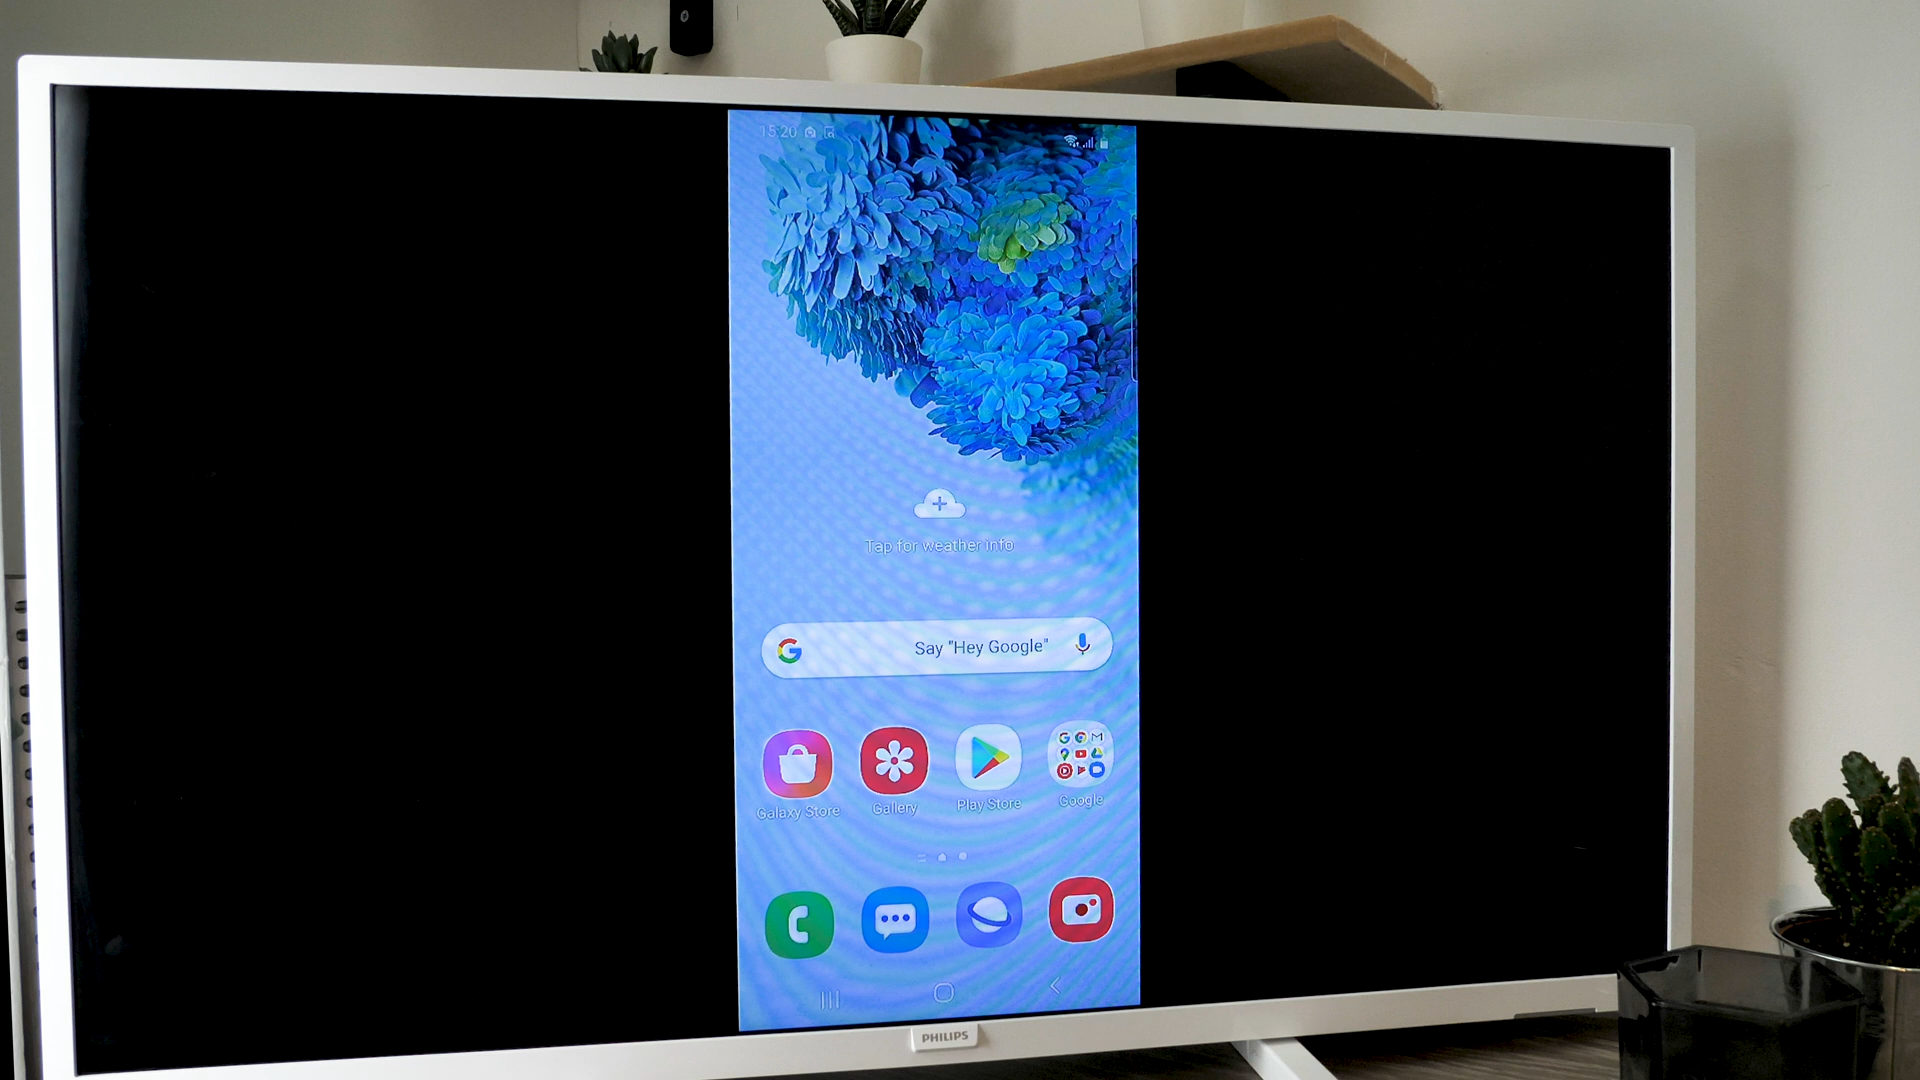 15:20
Tap for weather info
Say "Hey Google"
Galaxy Store
Gallery
Play Store
Google
PHILIPS